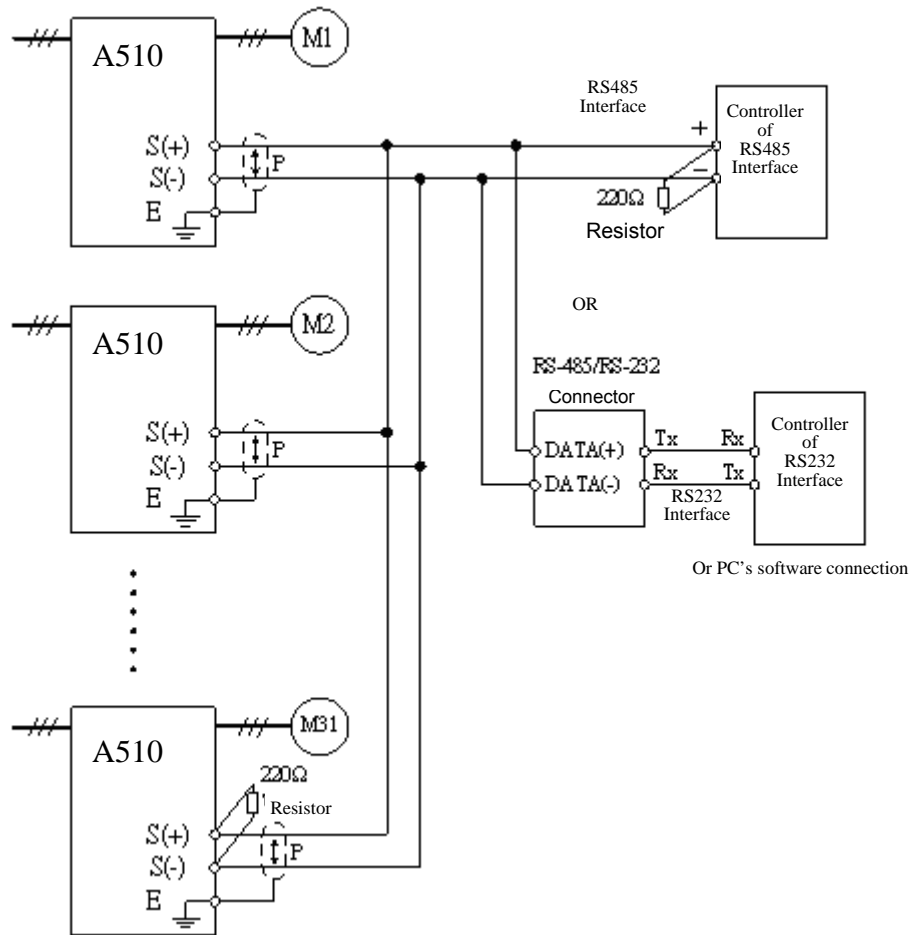 A510
M1
S(+)
S(-)
E
P
RS485
Interface
+
−
Controller
of
RS485
Interface
220Ω
Resistor
OR
A510
M2
S(+)
S(-)
E
P
RS-485/RS-232
Connector
DATA(+)
DATA(-)
Tx
Rx
Rx
Tx
RS232
Interface
Controller
of
RS232
Interface
Or PC’s software connection
A510
M31
220Ω
Resistor
S(+)
S(-)
E
P